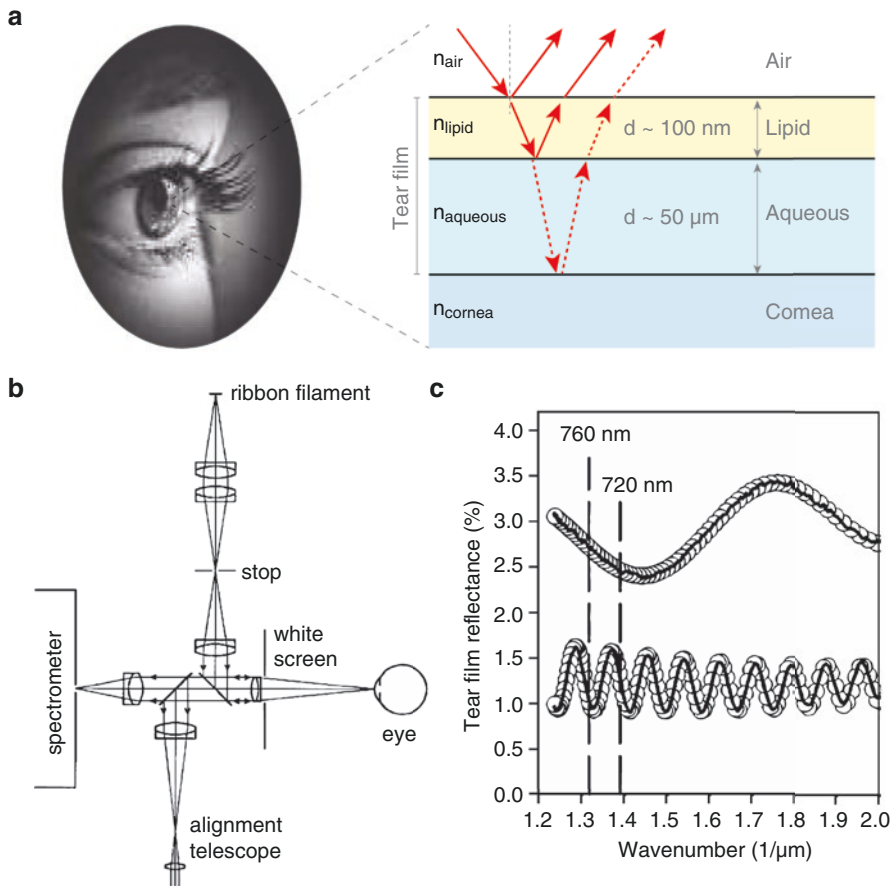 a
n_air
Air
n_lipid
d ~ 100 nm
Lipid
Tear film
n_aqueous
d ~ 50 μm
Aqueous
n_cornea
Comea
b
ribbon filament
stop
white
screen
spectrometer
eye
alignment
telescope
c
760 nm
720 nm
Tear film reflectance (%)
4.0
3.5
3.0
2.5
2.0
1.5
1.0
0.5
0.0
1.2 1.3 1.4 1.5 1.6 1.7 1.8 1.9 2.0
Wavenumber (1/μm)